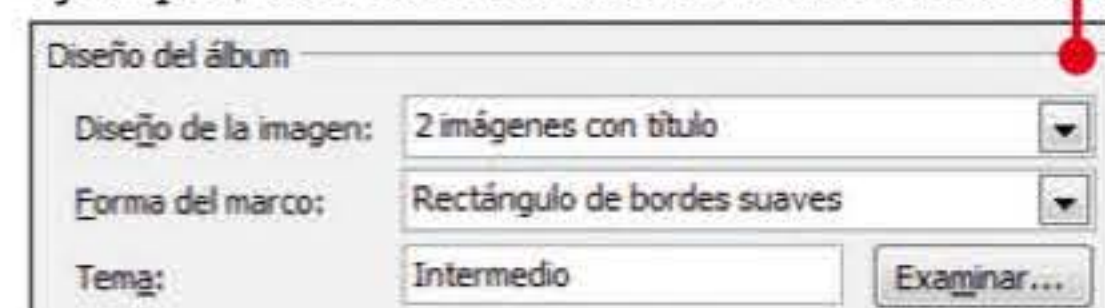 Diseño del álbum
Diseño de la imagen: 2 imágenes con título
Forma del marco: Rectángulo de bordes suaves
Tema: Intermedio Examinar...